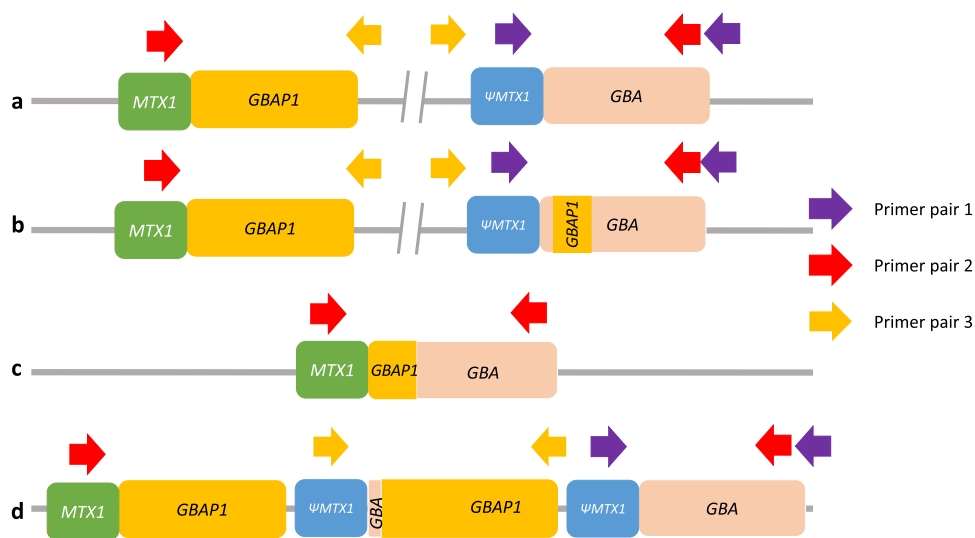 a
MTX1 GBAP1 ΨMTX1 GBA
b
MTX1 GBAP1 ΨMTX1 GBAP1 GBA
Primer pair 1
Primer pair 2
Primer pair 3
c
MTX1 GBAP1 GBA
d
MTX1 GBAP1 ΨMTX1 GBA GBAP1 ΨMTX1 GBA